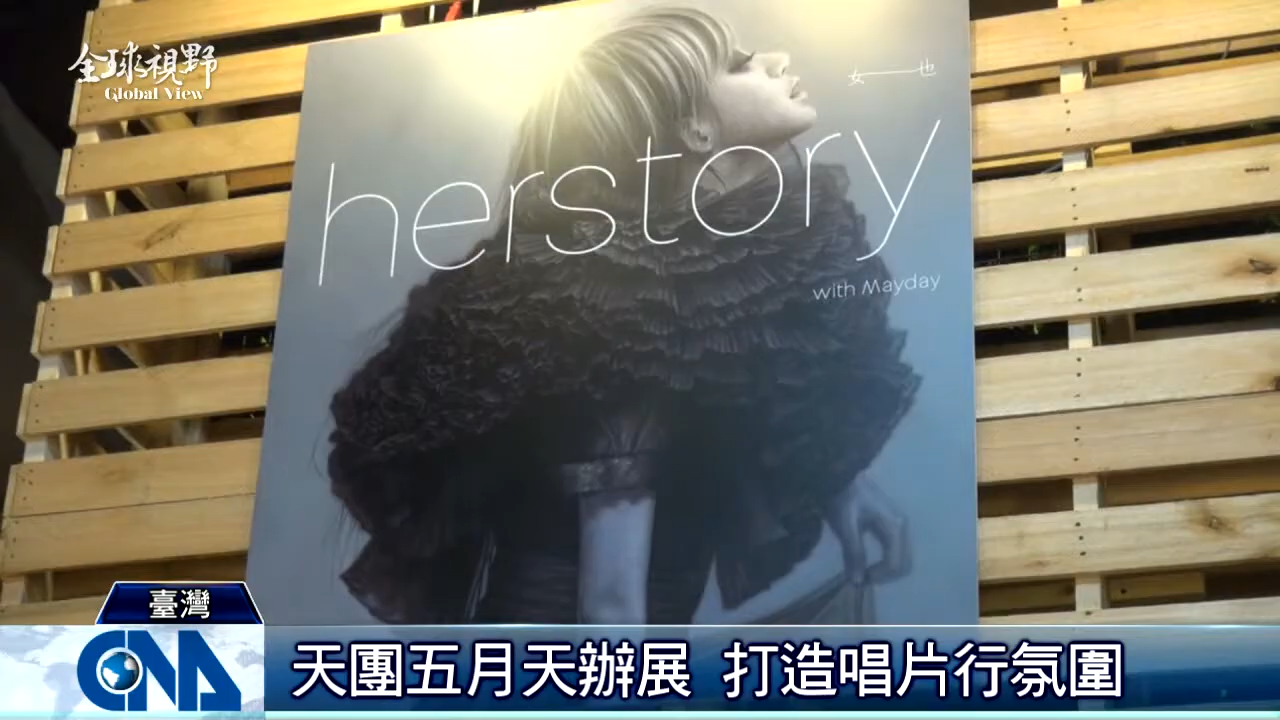 全球視野
Global View
女 也
herstory
with Mayday
臺灣
CNA
天團五月天辦展 打造唱片行氛圍